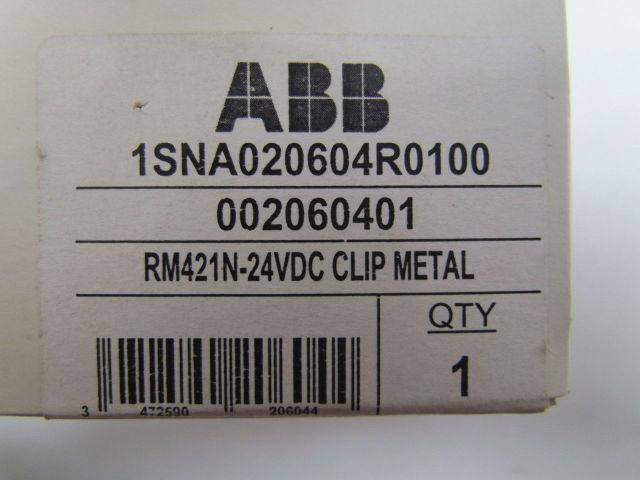 ABB
1SNA020604R0100
002060401
RM421N-24VDC CLIP METAL
QTY
1
3 472590 206044